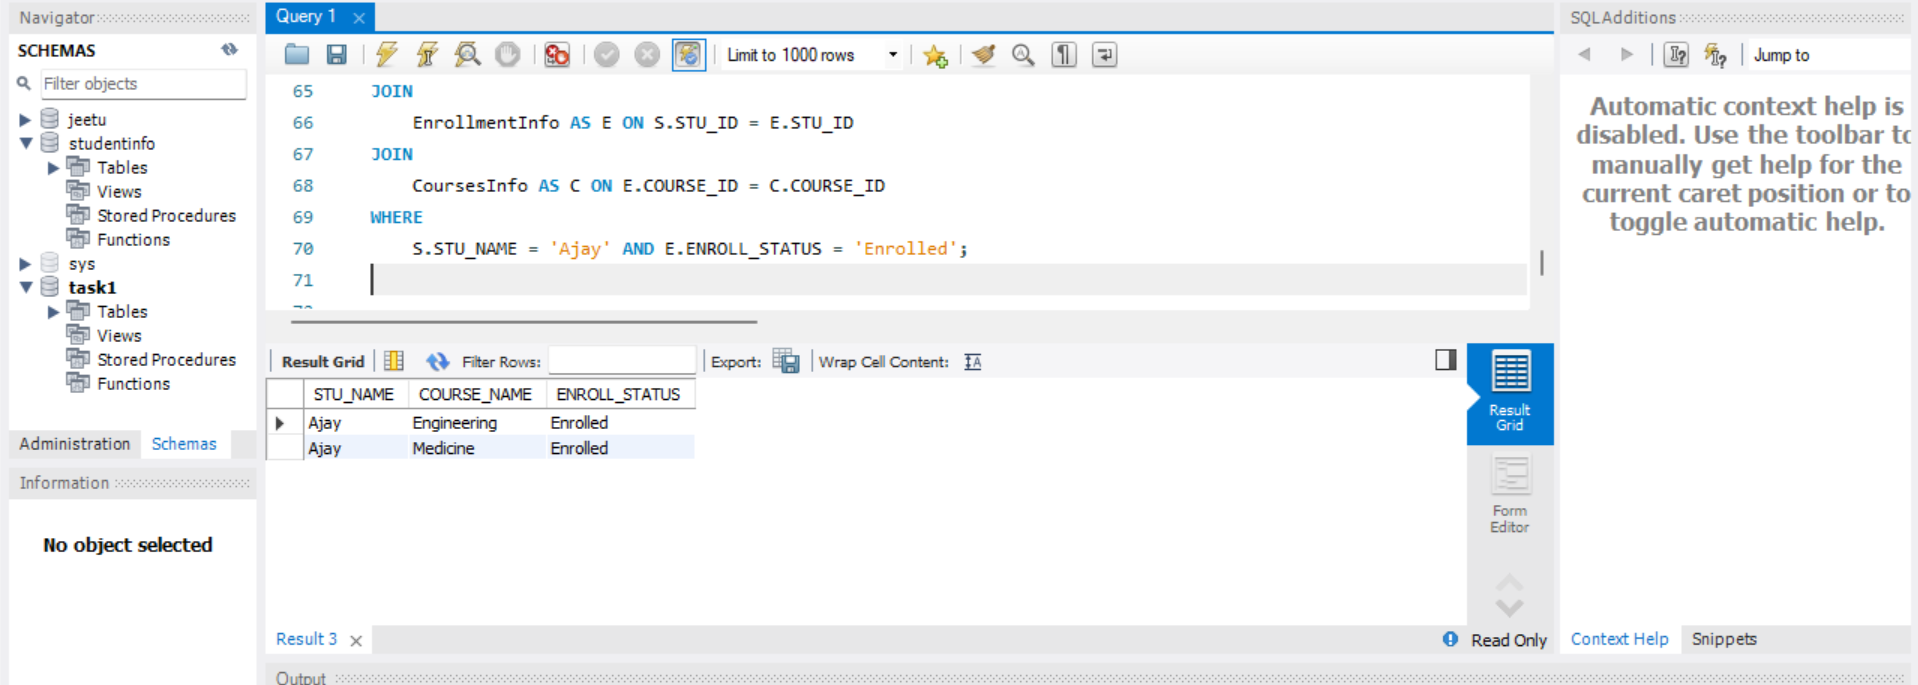 Navigator
SCHEMAS
Filter objects
jeetu
studentinfo
Tables
Views
Stored Procedures
Functions
sys
task1
Tables
Views
Stored Procedures
Functions
Administration Schemas
Information
No object selected
Query 1
Limit to 1000 rows
65 JOIN
66 EnrollmentInfo AS E ON S.STU_ID = E.STU_ID
67 JOIN
68 CoursesInfo AS C ON E.COURSE_ID = C.COURSE_ID
69 WHERE
70 S.STU_NAME = 'Ajay' AND E.ENROLL_STATUS = 'Enrolled';
71
Result Grid Filter Rows: Export: Wrap Cell Content:
STU_NAME COURSE_NAME ENROLL_STATUS
Ajay Engineering Enrolled
Ajay Medicine Enrolled
Result
Grid
Form
Editor
Result 3
Read Only
Output
SQLAdditions
Jump to
Automatic context help is
disabled. Use the toolbar to
manually get help for the
current caret position or to
toggle automatic help.
Context Help Snippets